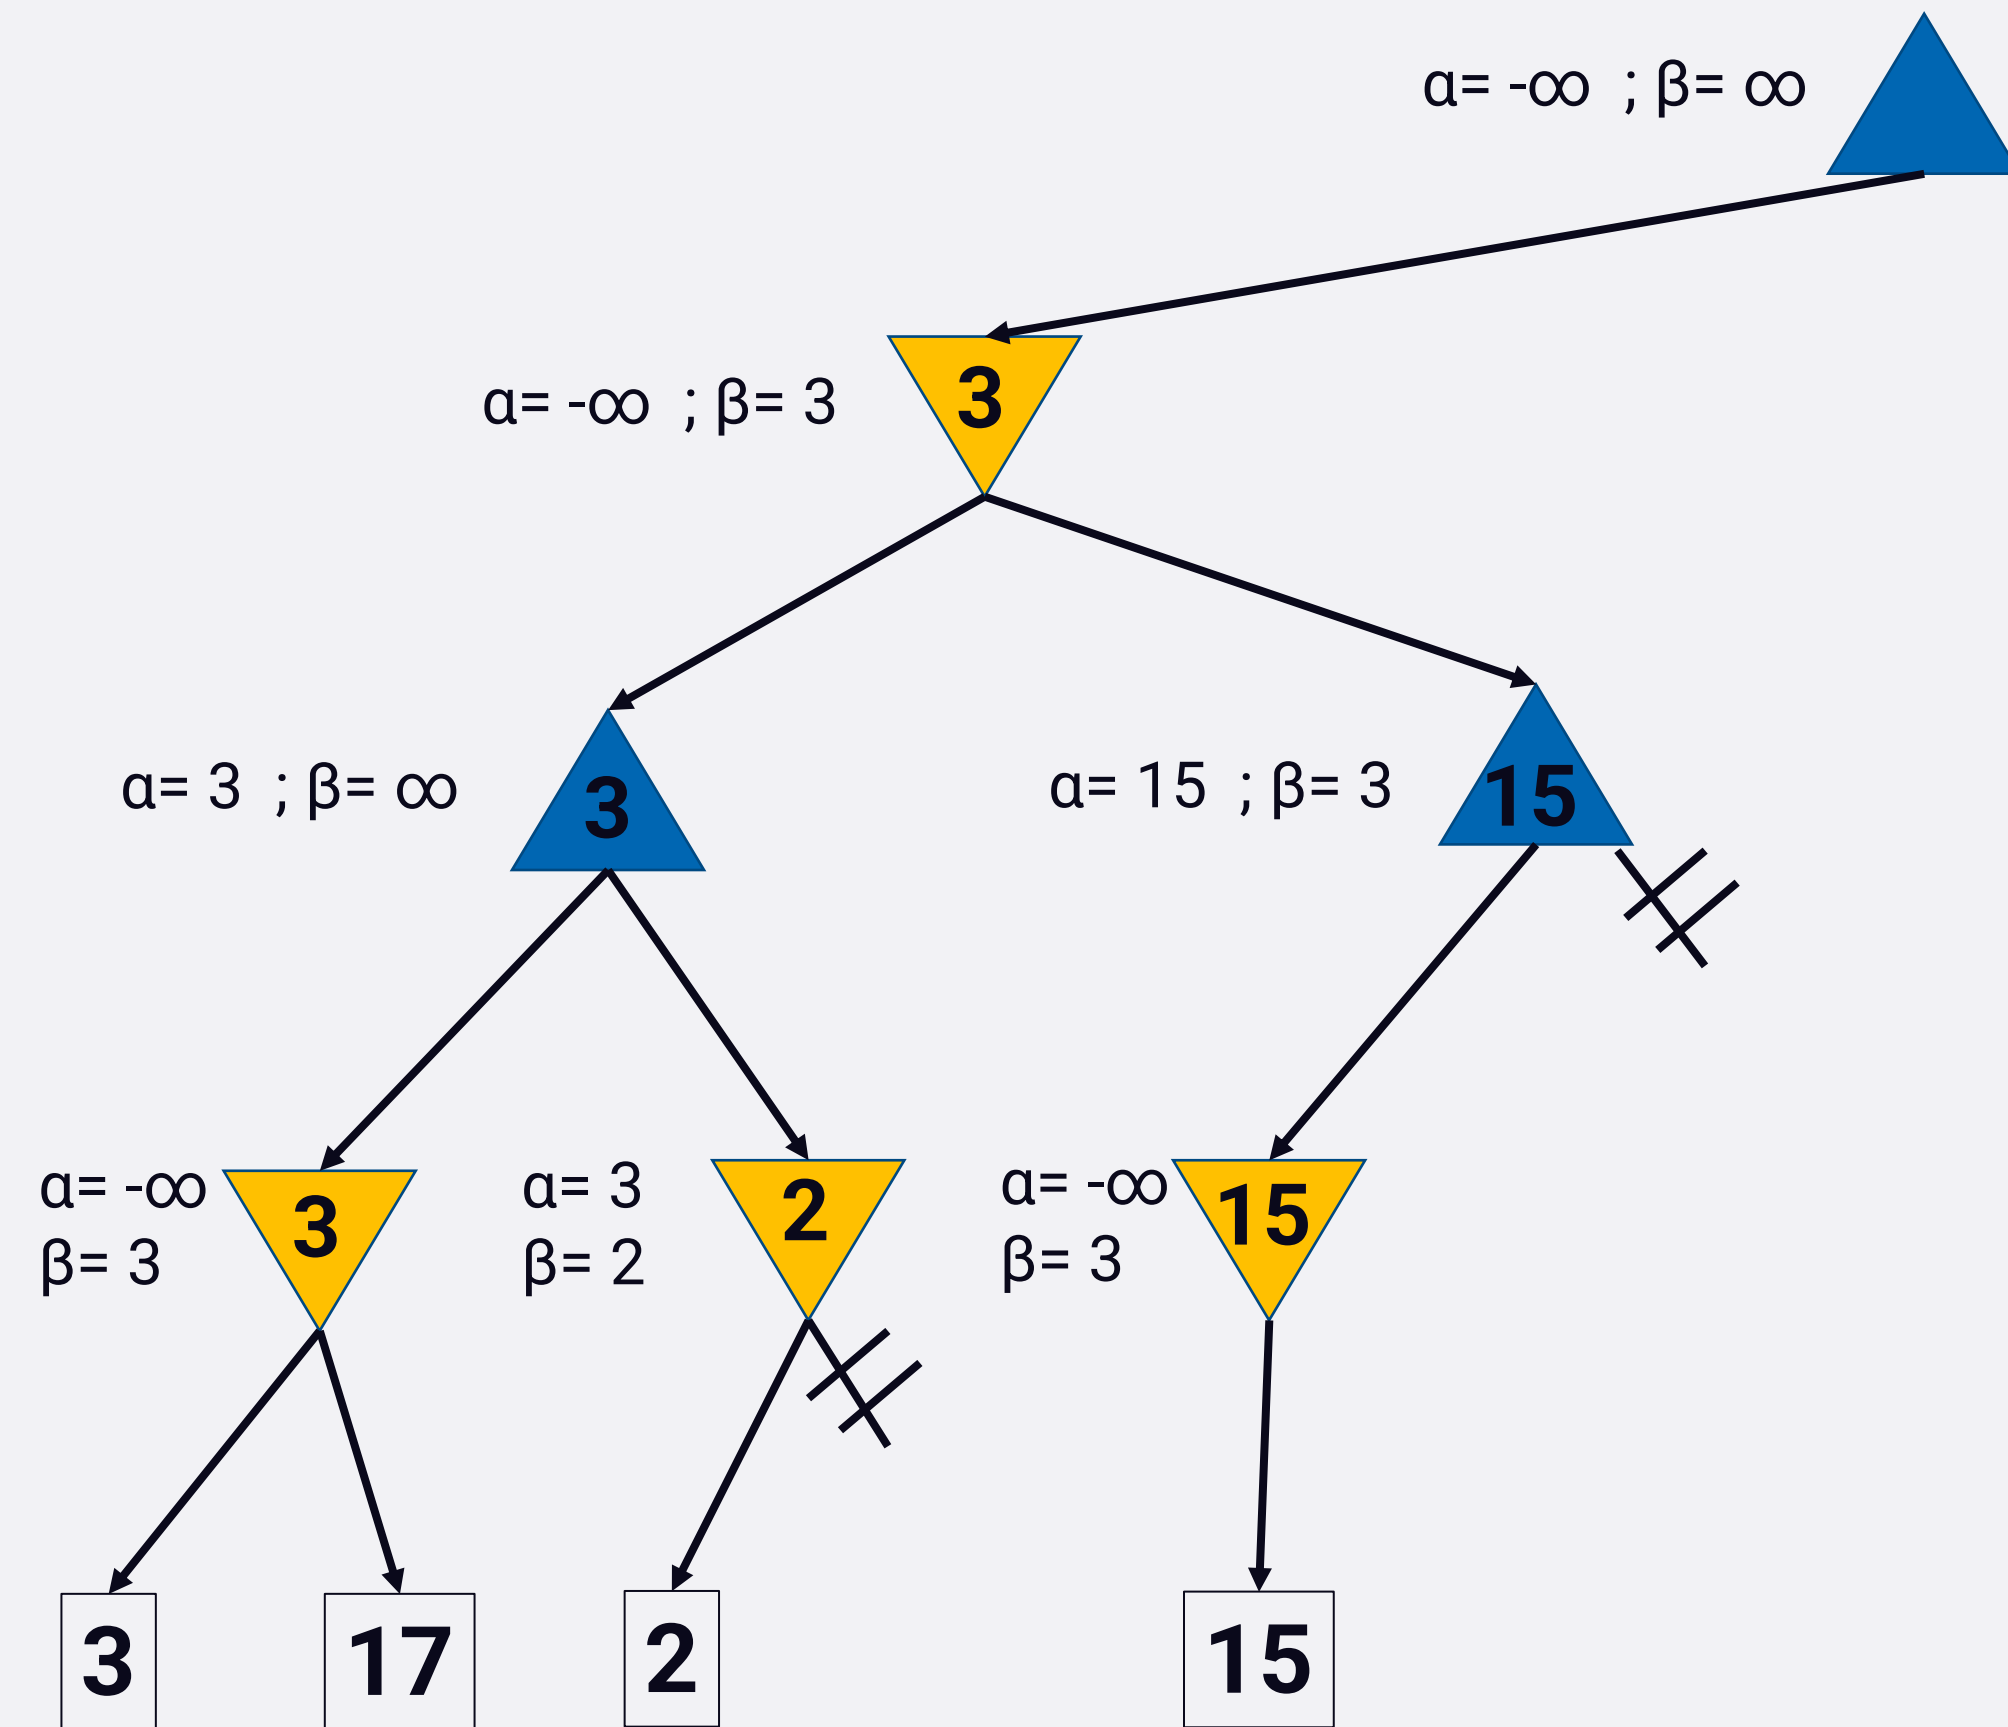 α= -∞ ; β= ∞
α= -∞ ; β= 3
3
α= 3 ; β= ∞
3
α= 15 ; β= 3
15
α= -∞
β= 3
3
α= 3
β= 2
2
α= -∞
β= 3
15
3
17
2
15